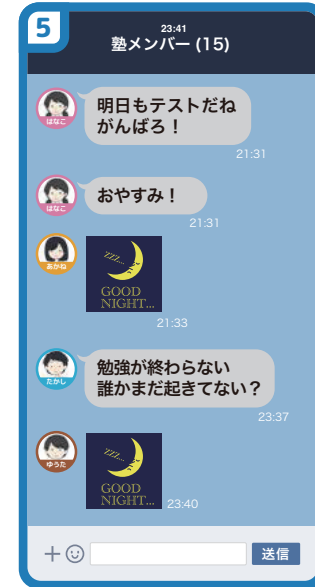 5
23:41
塾メンバー (15)
はなこ
明日もテストだね
がんばろ！
21:31
はなこ
おやすみ！
21:31
あかね
zzz...
GOOD
NIGHT...
21:33
たかし
勉強が終わらない
誰かまだ起きてない？
23:37
ゆうた
zzz...
GOOD
NIGHT...
23:40
送信